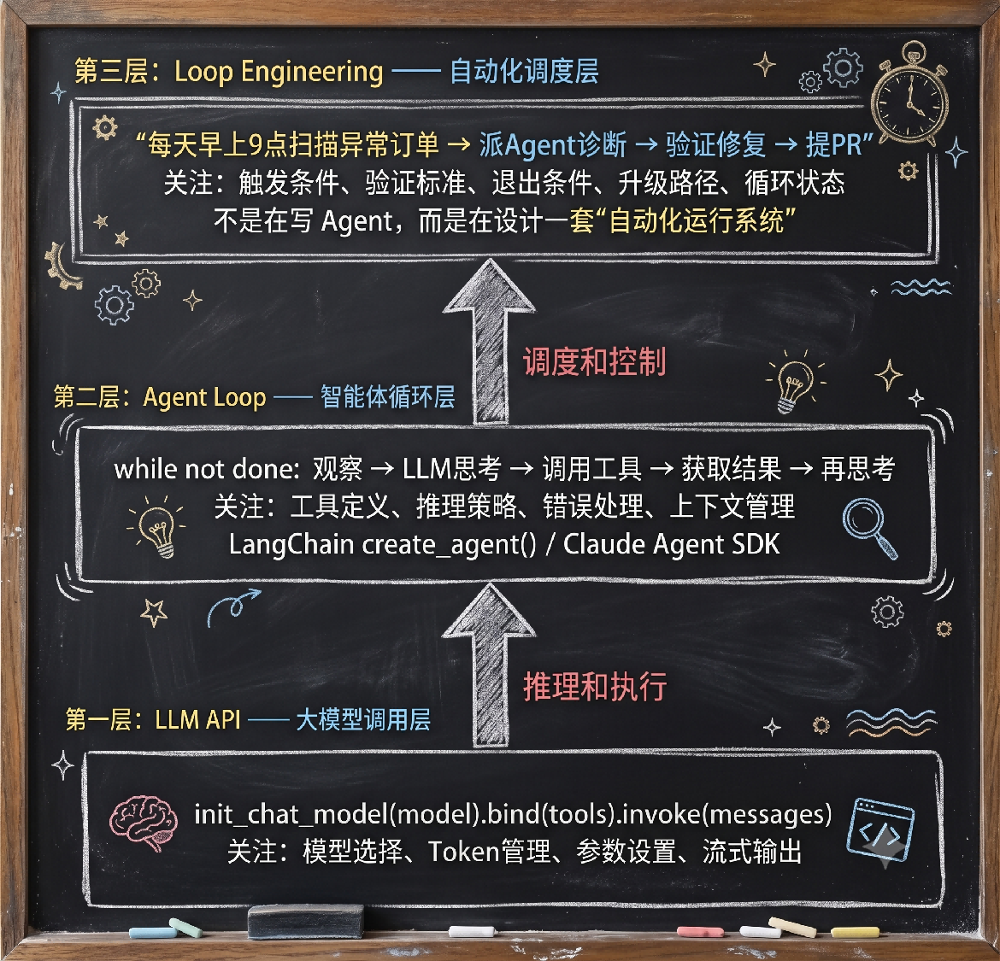 第三层：Loop Engineering —— 自动化调度层
“每天早上9点扫描异常订单 → 派Agent诊断 → 验证修复 → 提PR”
关注：触发条件、验证标准、退出条件、升级路径、循环状态
不是在写 Agent，而是在设计一套“自动化运行系统”
调度和控制
第二层：Agent Loop —— 智能体循环层
while not done: 观察 → LLM思考 → 调用工具 → 获取结果 → 再思考
关注：工具定义、推理策略、错误处理、上下文管理
LangChain create_agent() / Claude Agent SDK
推理和执行
第一层：LLM API —— 大模型调用层
init_chat_model(model).bind(tools).invoke(messages)
关注：模型选择、Token管理、参数设置、流式输出
</>